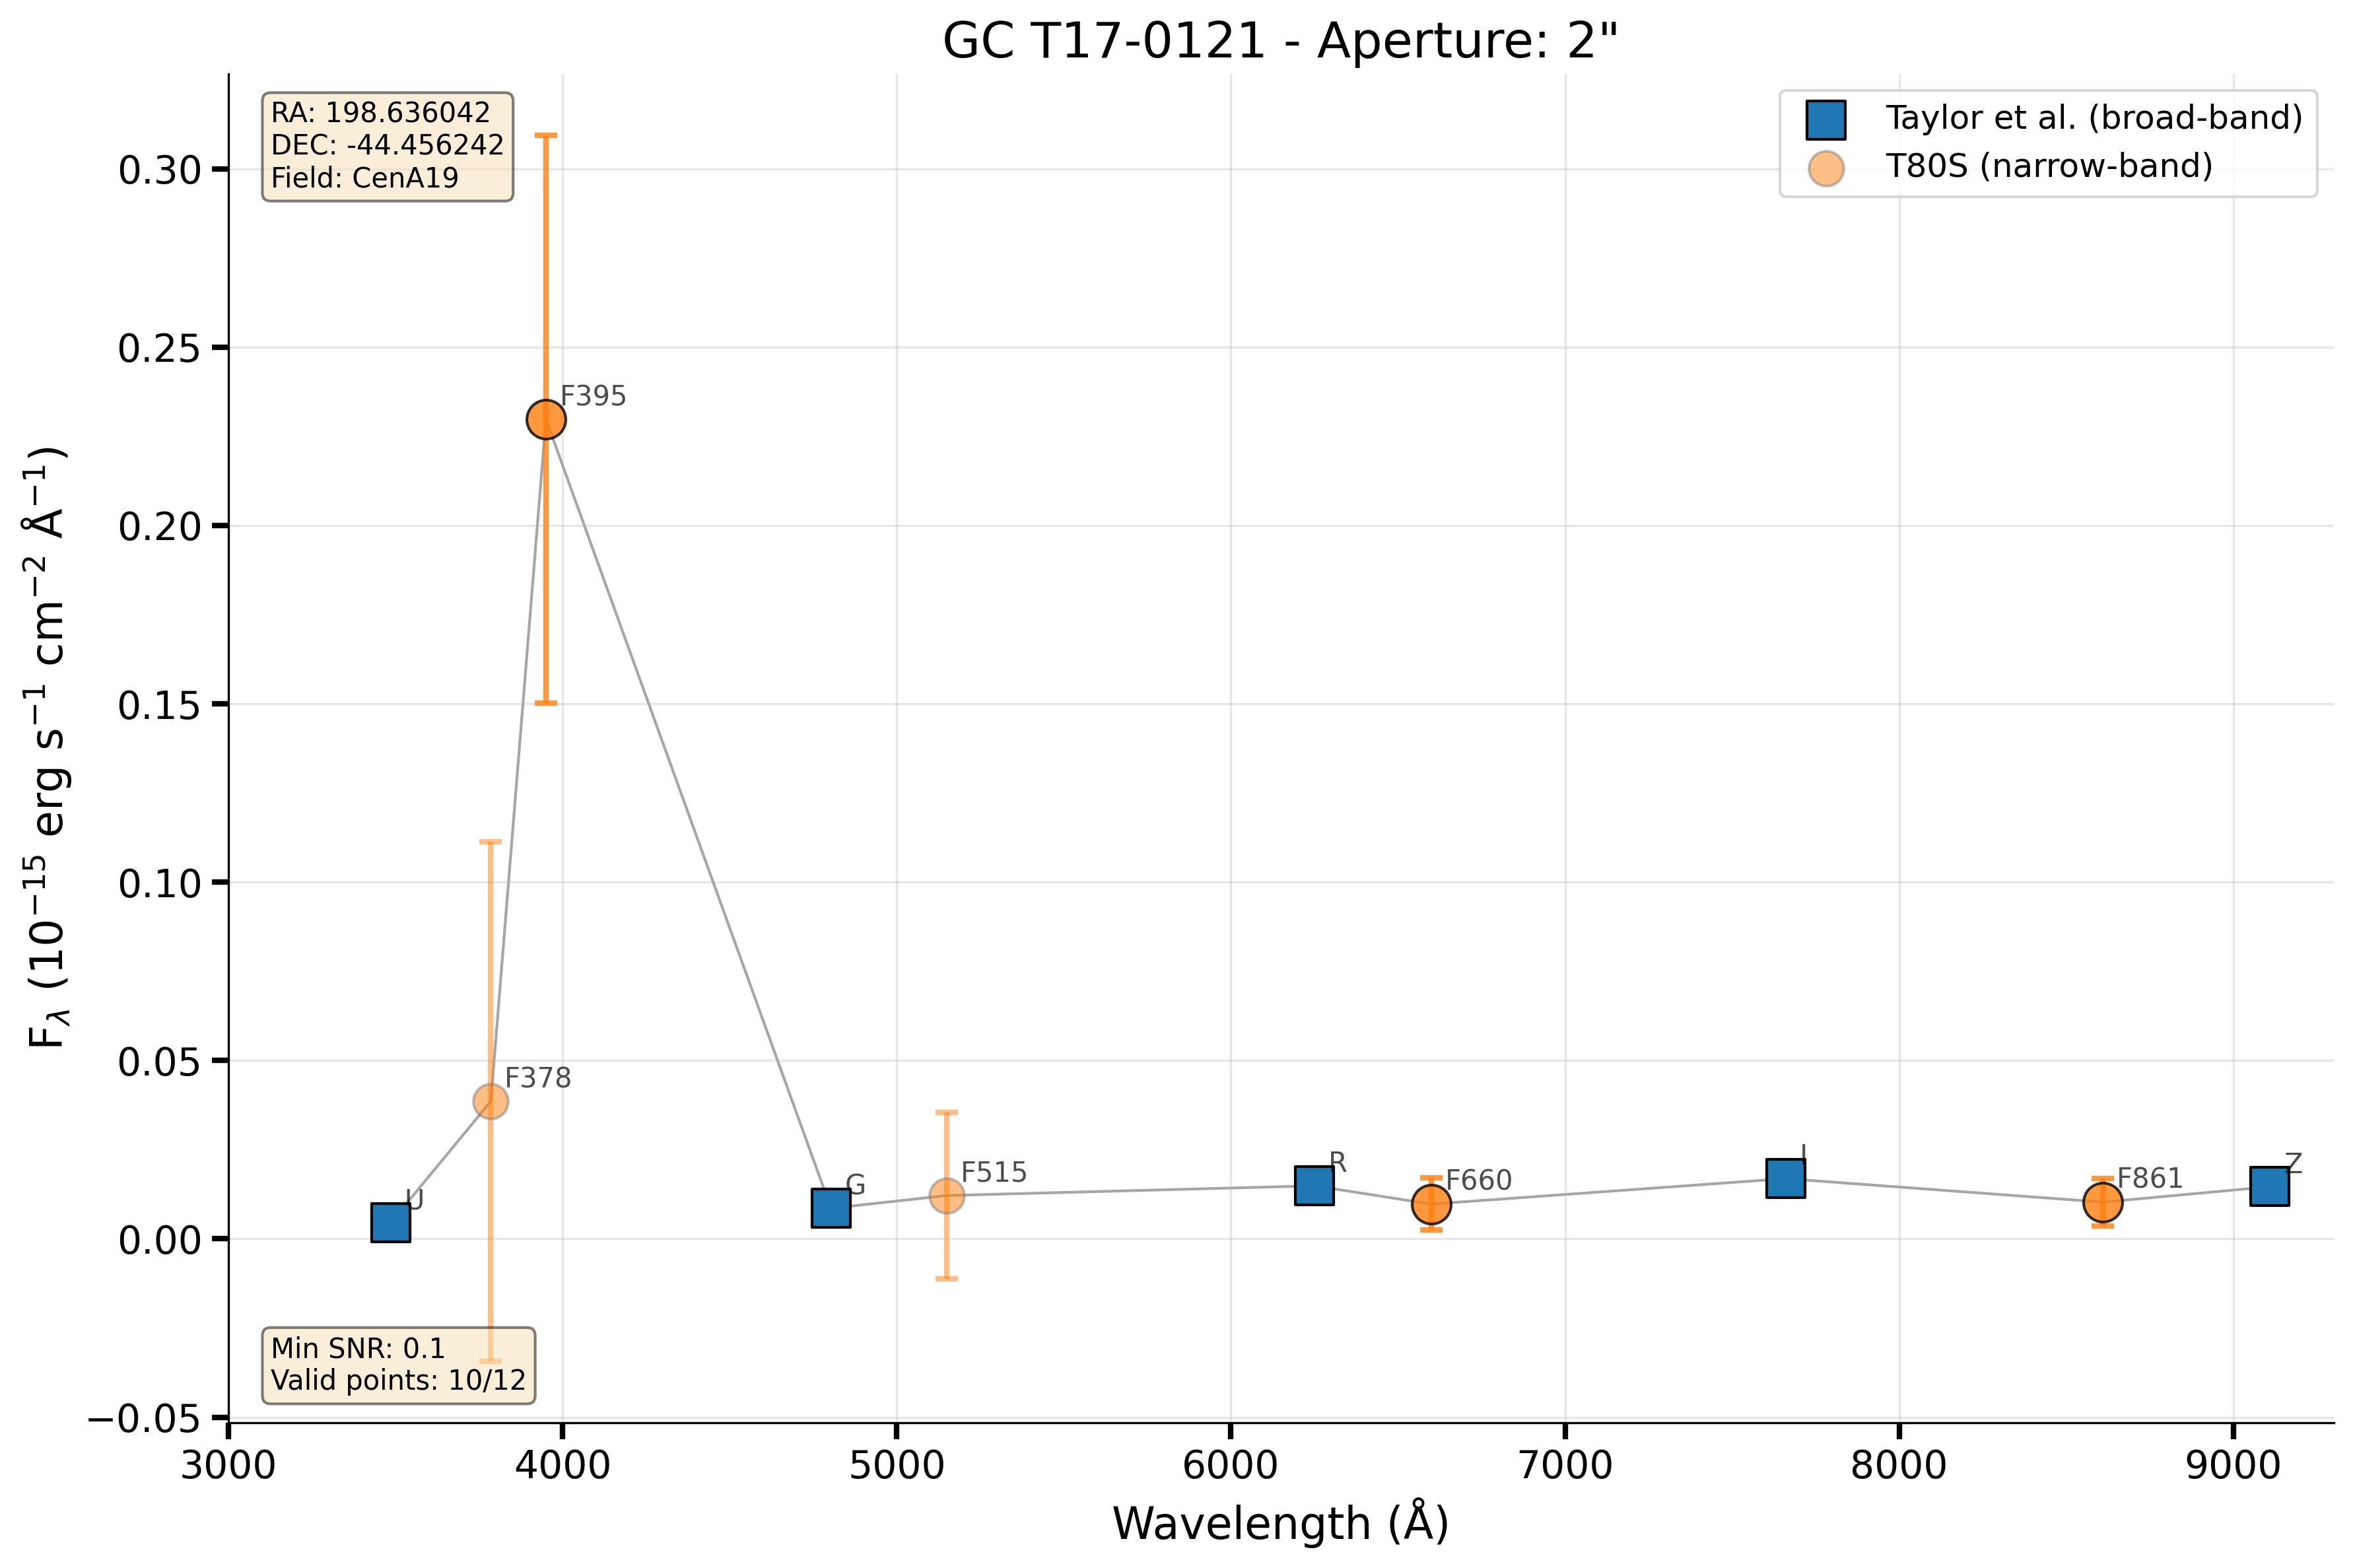 GC T17-0121 - Aperture: 2"
RA: 198.636042
DEC: -44.456242
Field: CenA19
Taylor et al. (broad-band)
T80S (narrow-band)
F_λ (10⁻¹⁵ erg s⁻¹ cm⁻² Å⁻¹)
0.30
0.25
0.20
0.15
0.10
0.05
0.00
−0.05
F395
F378
U
G
F515
R
F660
I
F861
Z
Min SNR: 0.1
Valid points: 10/12
3000 4000 5000 6000 7000 8000 9000
Wavelength (Å)